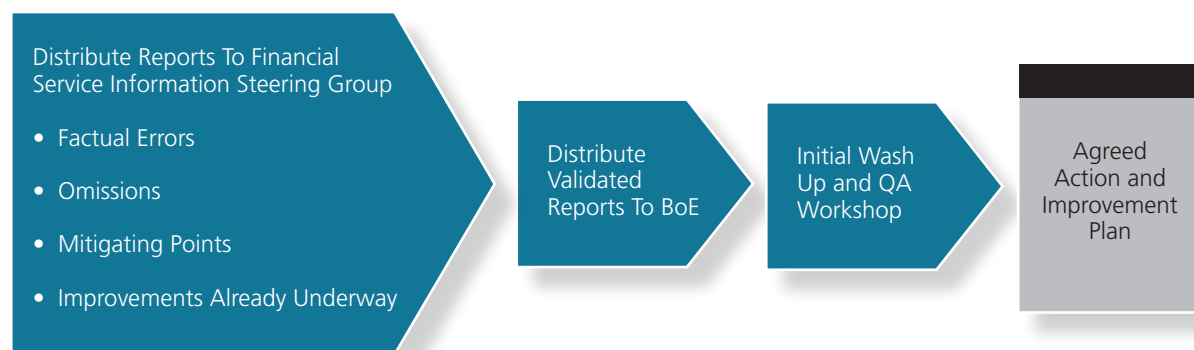 Distribute Reports To Financial
Service Information Steering Group
• Factual Errors
• Omissions
• Mitigating Points
• Improvements Already Underway
Distribute
Validated
Reports To BoE
Initial Wash
Up and QA
Workshop
Agreed
Action and
Improvement
Plan